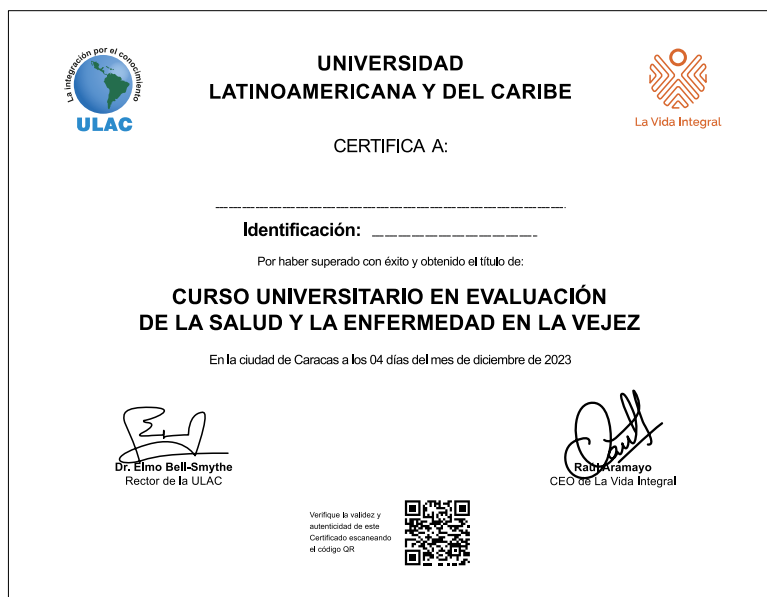 La integración por el conocimiento
ULAC
UNIVERSIDAD
LATINOAMERICANA Y DEL CARIBE
La Vida Integral
CERTIFICA A:
Identificación:
Por haber superado con éxito y obtenido el título de:
CURSO UNIVERSITARIO EN EVALUACIÓN
DE LA SALUD Y LA ENFERMEDAD EN LA VEJEZ
En la ciudad de Caracas a los 04 días del mes de diciembre de 2023
Dr. Elmo Bell-Smythe
Rector de la ULAC
Raúl Aramayo
CEO de La Vida Integral
Verifique la validez y
autenticidad de este
Certificado escaneando
el código QR